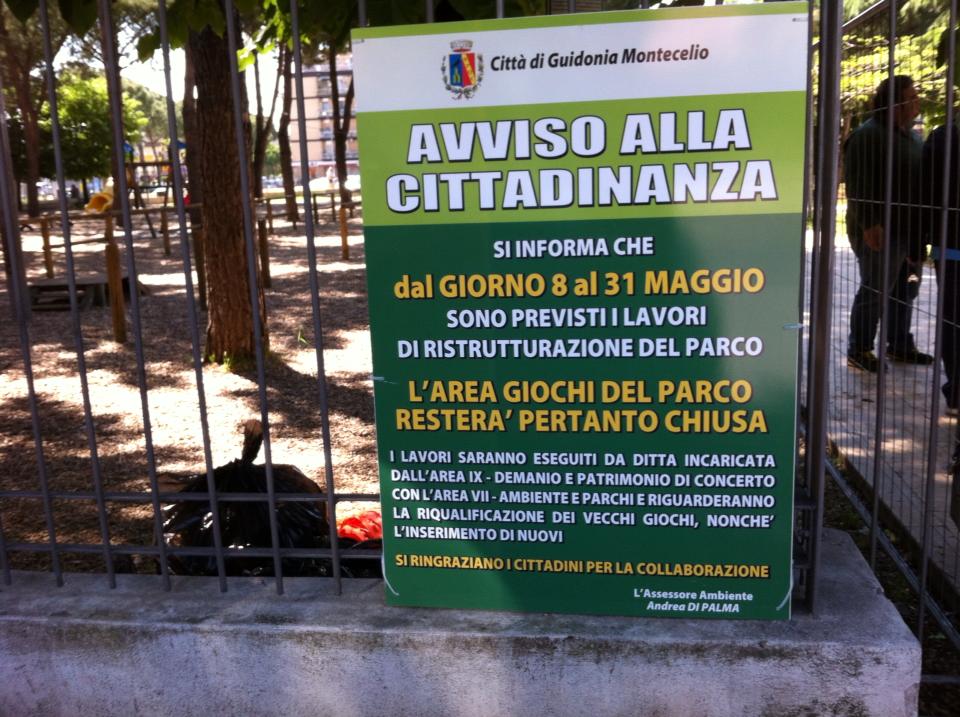 Città di Guidonia Montecelio
AVVISO ALLA
CITTADINANZA
SI INFORMA CHE
dal GIORNO 8 al 31 MAGGIO
SONO PREVISTI I LAVORI
DI RISTRUTTURAZIONE DEL PARCO
L'AREA GIOCHI DEL PARCO
RESTERA' PERTANTO CHIUSA
I LAVORI SARANNO ESEGUITI DA DITTA INCARICATA
DALL'AREA IX - DEMANIO E PATRIMONIO DI CONCERTO
CON L'AREA VII - AMBIENTE E PARCHI E RIGUARDERANNO
LA RIQUALIFICAZIONE DEI VECCHI GIOCHI, NONCHE'
L'INSERIMENTO DI NUOVI
SI RINGRAZIANO I CITTADINI PER LA COLLABORAZIONE
L'Assessore Ambiente
Andrea DI PALMA